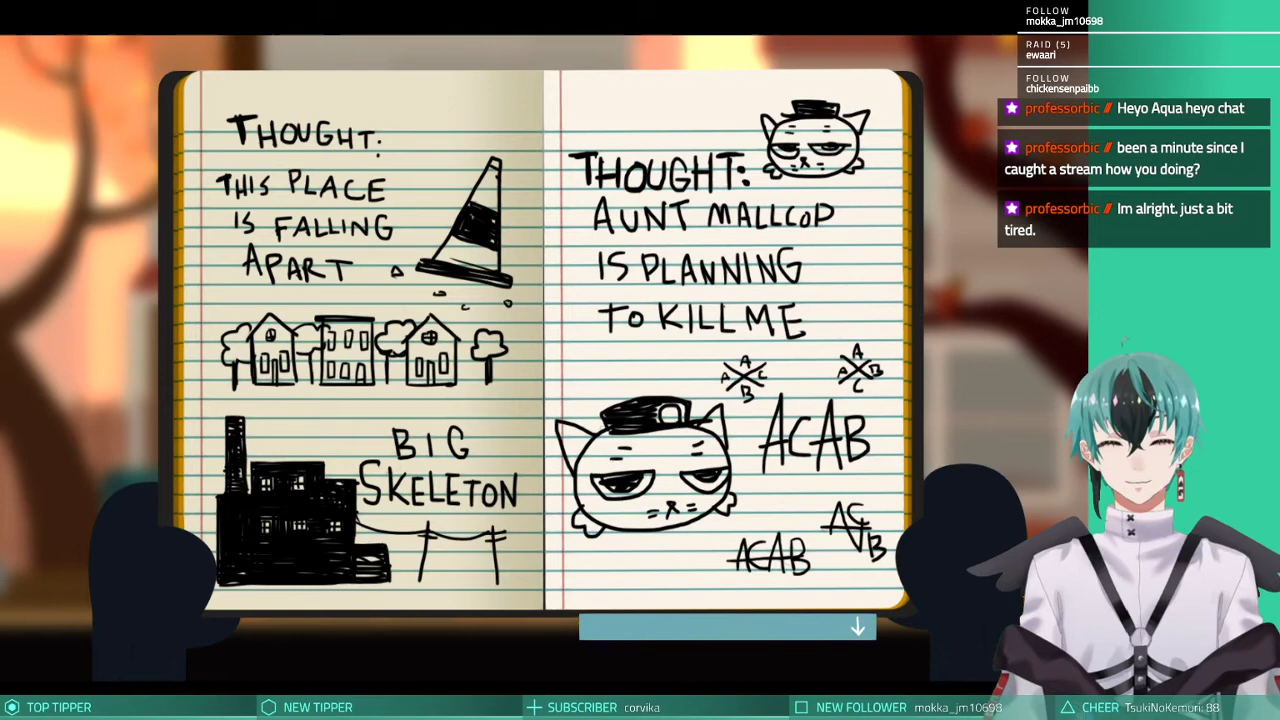 THOUGHT:
THIS PLACE
IS FALLING
APART
BIG
SKELETON
THOUGHT:
AUNT MALLCOP
IS PLANNING
TO KILL ME
A
A C
B
A
A B
C
ACAB
ACAB
ACAB
FOLLOW
mokka_jm10698
RAID (5)
ewaari
FOLLOW
chickensenpaibb
professorbic // Heyo Aqua heyo chat
professorbic // been a minute since I
caught a stream how you doing?
professorbic // Im alright. just a bit
tired.
TOP TIPPER
NEW TIPPER
SUBSCRIBER corvika
NEW FOLLOWER mokka_jm10698
CHEER TsukiNoKemuri: 88